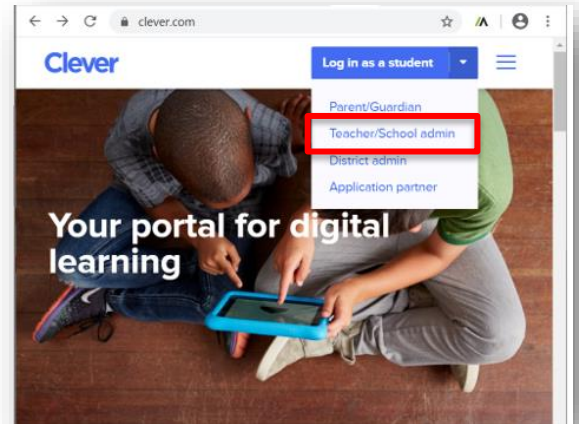 clever.com
Clever
Log in as a student
Parent/Guardian
Teacher/School admin
District admin
Application partner
Your portal for digital
learning